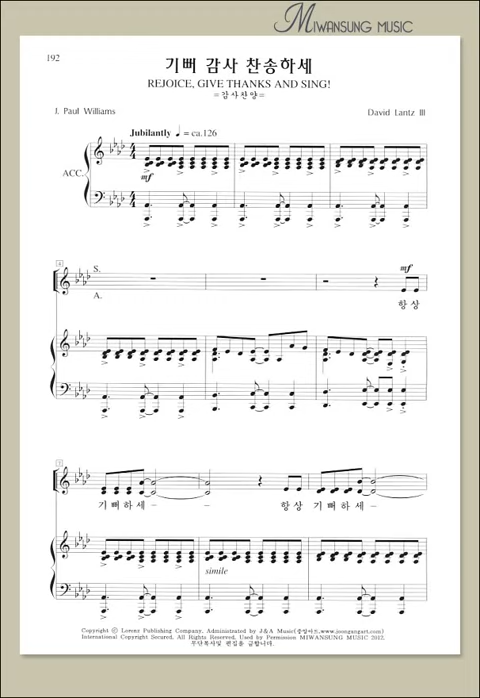 MIWANSUNG MUSIC
192
기뻐 감사 찬송하세
REJOICE, GIVE THANKS AND SING!
=감사찬양=
J. Paul Williams
David Lantz III
Jubilantly ♩ = ca.126
ACC.
mf
4
S.
A.
mf
항상
7
기뻐하세 - - 항상 기뻐하세 -
simile
Copyright © Lorenz Publishing Company, Administered by J&A Music(중앙아트, www.joongangart.com)
International Copyright Secured. All Rights Reserved. Used by Permission MIWANSUNG MUSIC 2012.
무단복사및 편집을 금합니다.